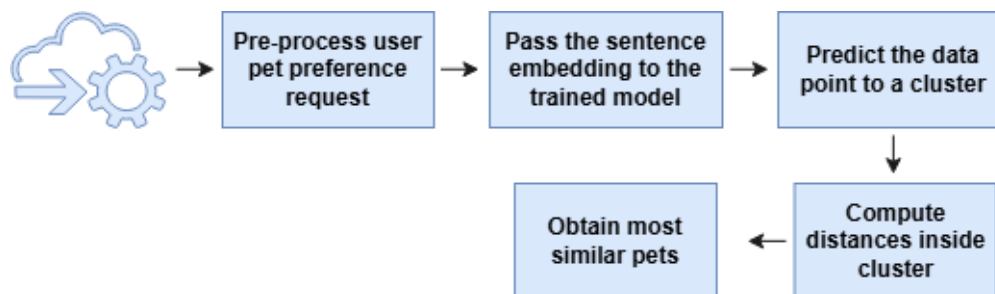 Pre-process user
pet preference
request
Pass the sentence
embedding to the
trained model
Predict the data
point to a cluster
Compute
distances inside
cluster
Obtain most
similar pets